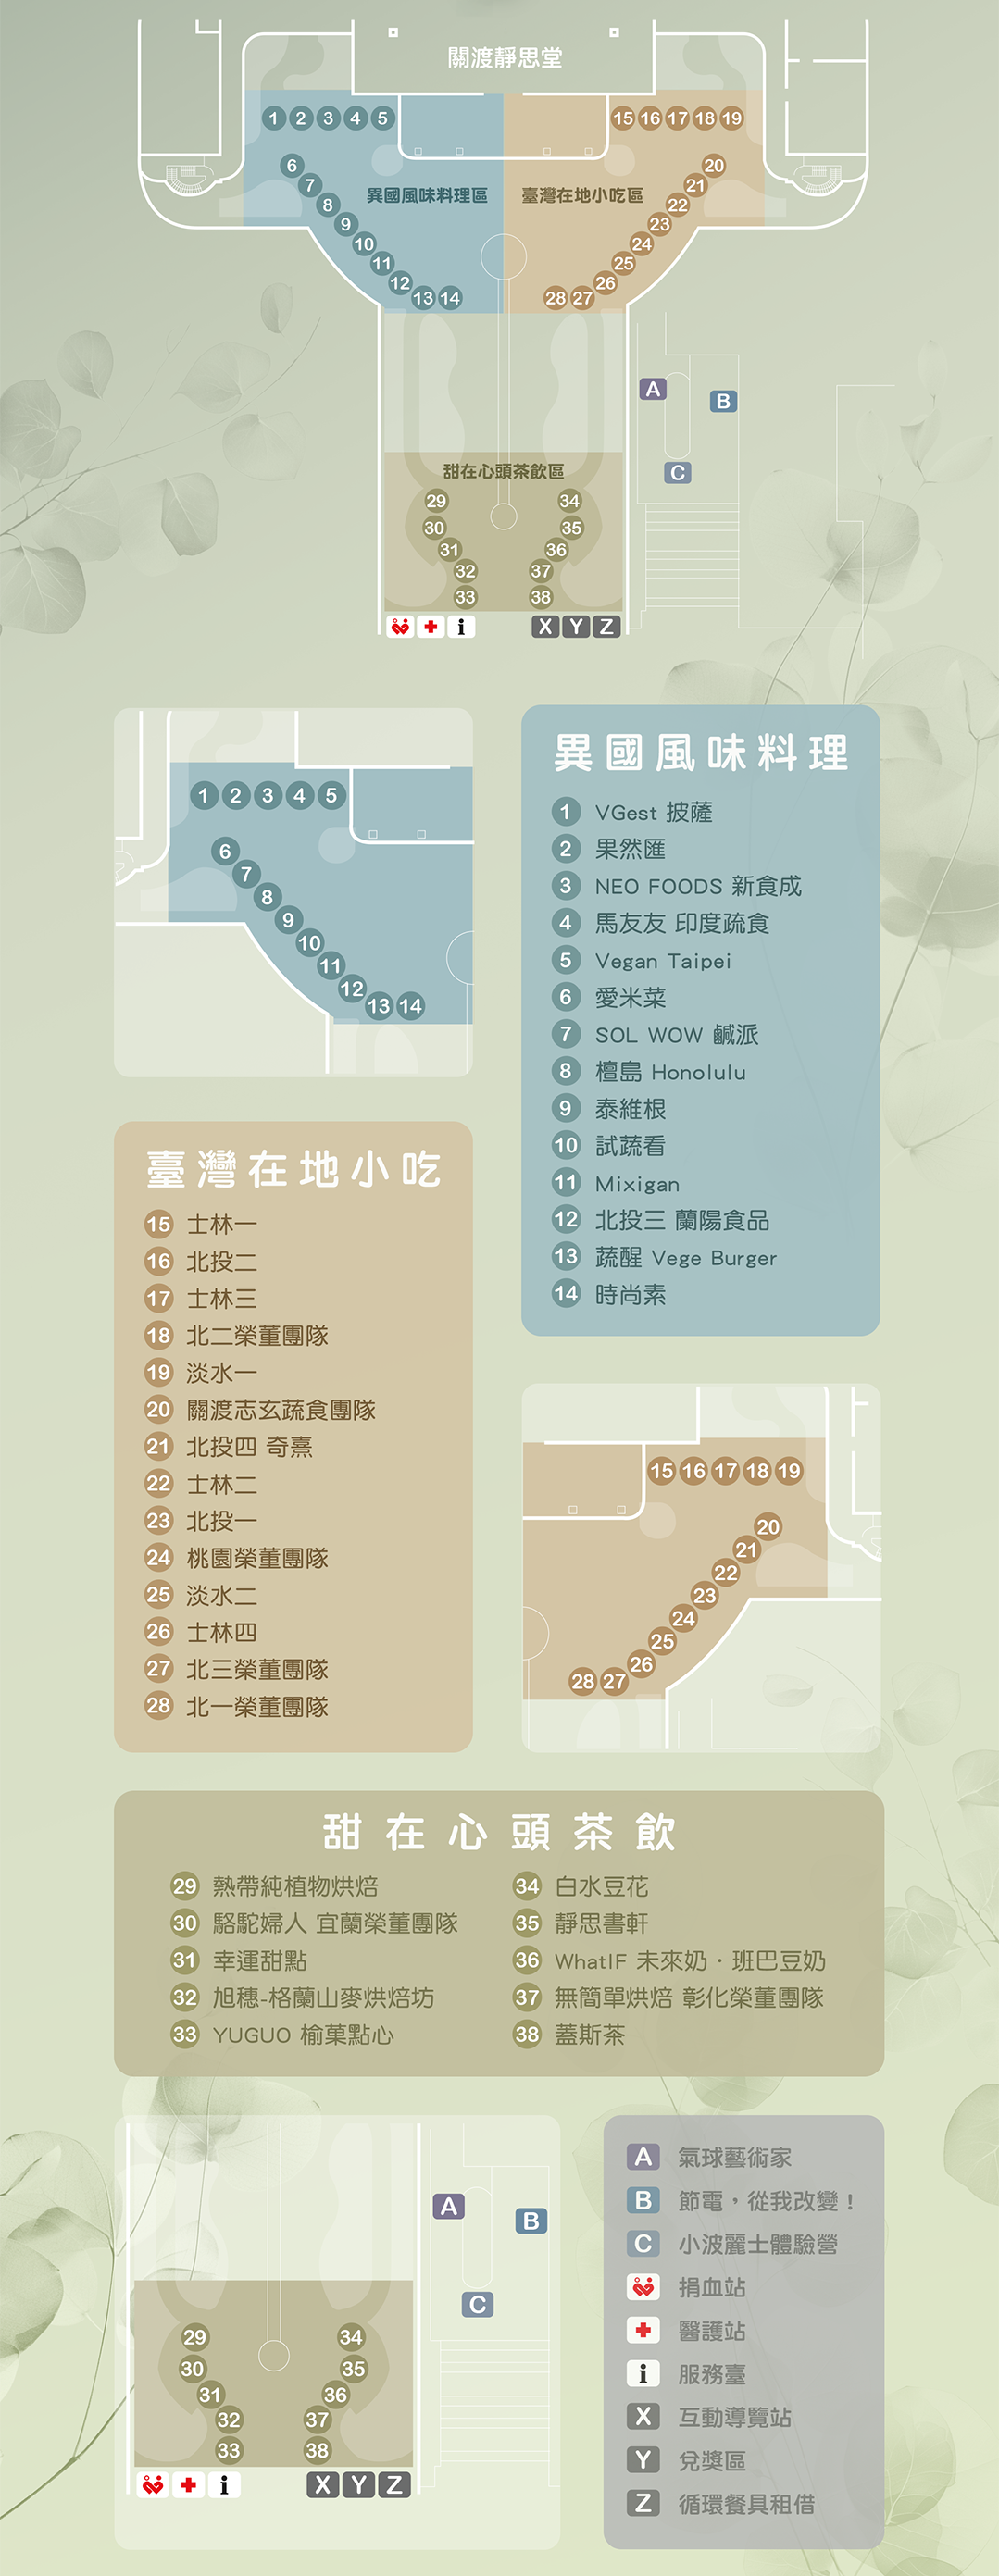 關渡靜思堂
1 2 3 4 5
15 16 17 18 19
6
7
8
9
10
11
12
13 14
20
21
22
23
24
25
26
28 27
異國風味料理區
臺灣在地小吃區
A
B
C
甜在心頭茶飲區
29
30
31
32
33
34
35
36
37
38
i
X Y Z
1 2 3 4 5
6
7
8
9
10
11
12
13 14
異國風味料理
1 VGest 披薩
2 果然匯
3 NEO FOODS 新食成
4 馬友友 印度疏食
5 Vegan Taipei
6 愛米菜
7 SOL WOW 鹹派
8 檀島 Honolulu
9 泰維根
10 試蔬看
11 Mixigan
12 北投三 蘭陽食品
13 蔬醒 Vege Burger
14 時尚素
臺灣在地小吃
15 士林一
16 北投二
17 士林三
18 北二榮董團隊
19 淡水一
20 關渡志玄蔬食團隊
21 北投四 奇熹
22 士林二
23 北投一
24 桃園榮董團隊
25 淡水二
26 士林四
27 北三榮董團隊
28 北一榮董團隊
15 16 17 18 19
20
21
22
23
24
25
26
28 27
甜在心頭茶飲
29 熱帶純植物烘焙
30 駱駝婦人 宜蘭榮董團隊
31 幸運甜點
32 旭穗-格蘭山麥烘焙坊
33 YUGUO 榆菓點心
34 白水豆花
35 靜思書軒
36 WhatIF 未來奶．班巴豆奶
37 無簡單烘焙 彰化榮董團隊
38 蓋斯茶
A
B
C
29
30
31
32
33
34
35
36
37
38
i
X Y Z
A 氣球藝術家
B 節電，從我改變！
C 小波麗士體驗營
捐血站
醫護站
i 服務臺
X 互動導覽站
Y 兌獎區
Z 循環餐具租借